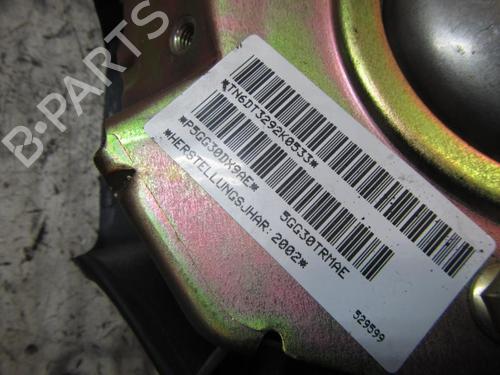 *TN6DT3292K0533*
*P5GG30DX9AE*
5GG30TRMAE
*HERSTELLUNGSJHAR: 2002*
529599
B-PARTS